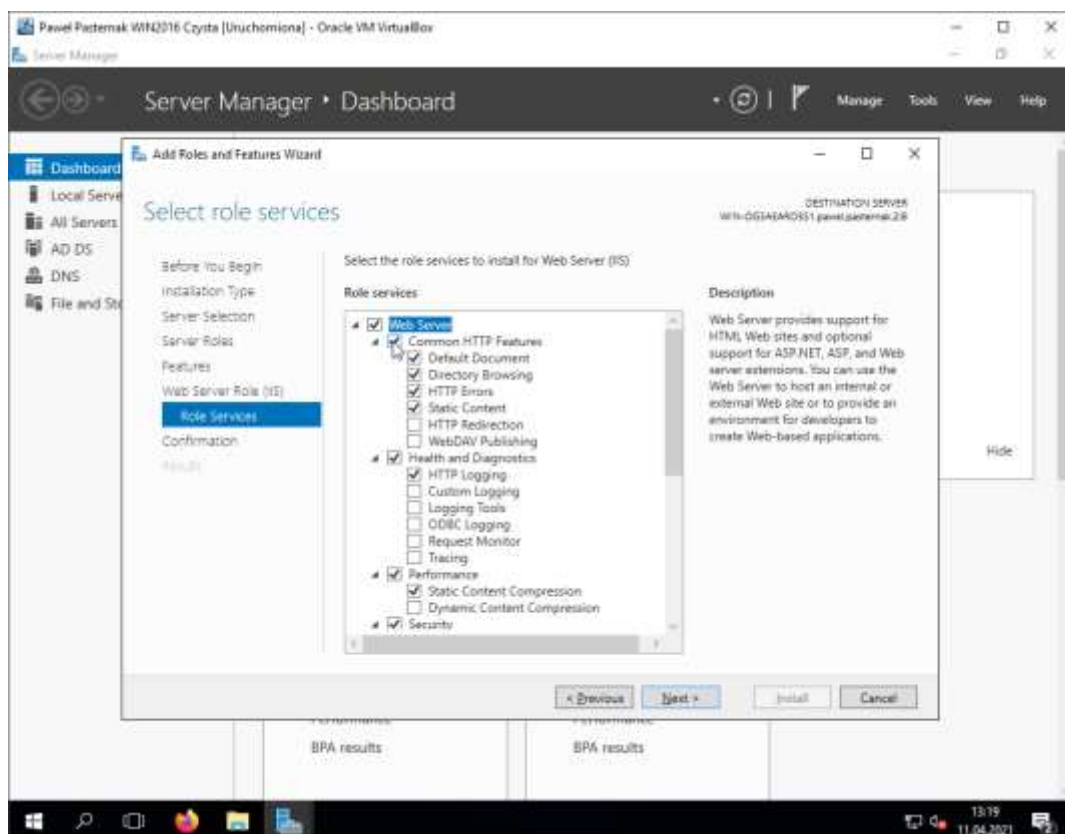 Pawel Pasternak WIN2016 Czysta [Uruchomiona] - Oracle VM VirtualBox
Server Manager
Server Manager • Dashboard
Manage Tools View Help
Dashboard
Local Serve
All Servers
AD DS
DNS
File and Sto
Add Roles and Features Wizard
Select role services
DESTINATION SERVER
Before You Begin
Installation Type
Server Selection
Server Roles
Features
Web Server Role (IIS)
Role Services
Confirmation
Results
Select the role services to install for Web Server (IIS)
Role services
Web Server
Common HTTP Features
Default Document
Directory Browsing
HTTP Errors
Static Content
HTTP Redirection
WebDAV Publishing
Health and Diagnostics
HTTP Logging
Custom Logging
Logging Tools
ODBC Logging
Request Monitor
Tracing
Performance
Static Content Compression
Dynamic Content Compression
Security
Description
Web Server provides support for
HTML Web sites and optional
support for ASP.NET, ASP, and Web
server extensions. You can use the
Web Server to host an internal or
external Web site or to provide an
environment for developers to
create Web-based applications.
Hide
< Previous Next > Install Cancel
Performance
BPA results
Performance
BPA results
13:19
11.04.2021